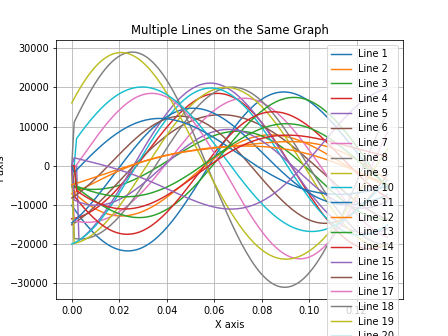 Multiple Lines on the Same Graph
30000
20000
10000
0
−10000
−20000
−30000
0.00
0.02
0.04
0.06
0.08
0.10
X axis
Line 1
Line 2
Line 3
Line 4
Line 5
Line 6
Line 7
Line 8
Line 9
Line 10
Line 11
Line 12
Line 13
Line 14
Line 15
Line 16
Line 17
Line 18
Line 19
Line 20